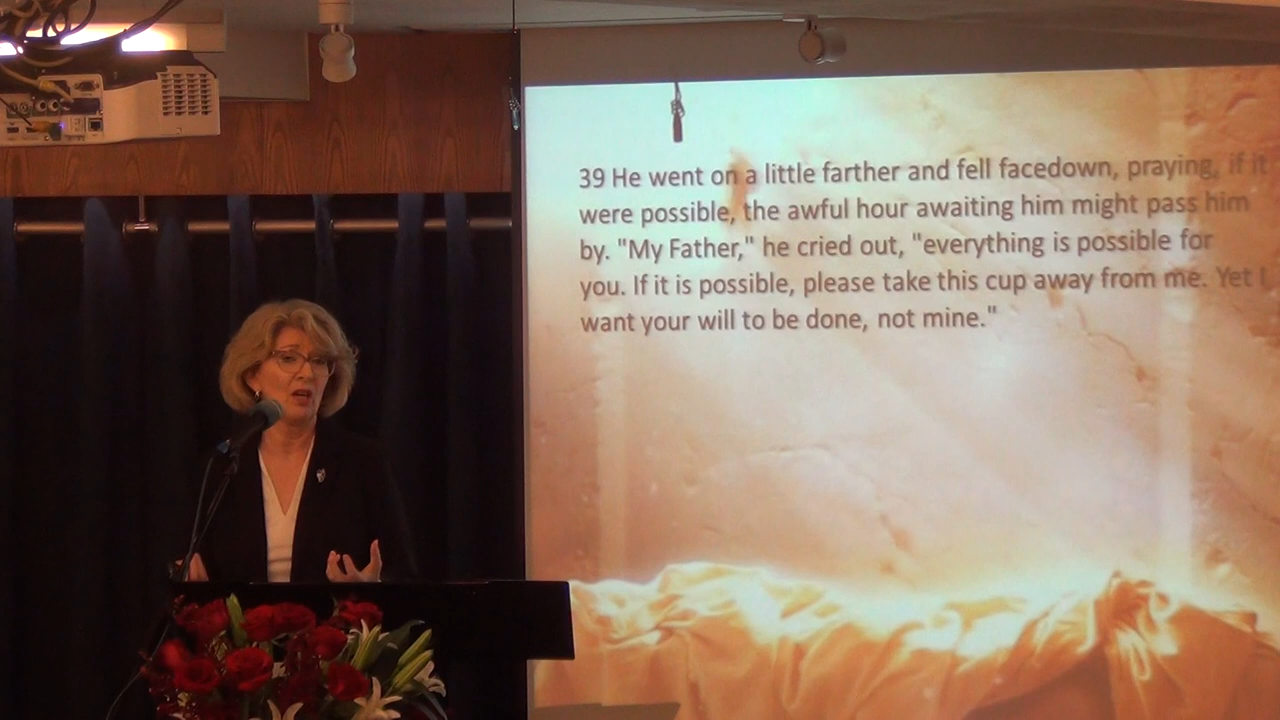 39 He went on a little farther and fell facedown, praying, if it
were possible, the awful hour awaiting him might pass him
by. "My Father," he cried out, "everything is possible for
you. If it is possible, please take this cup away from me. Yet I
want your will to be done, not mine."